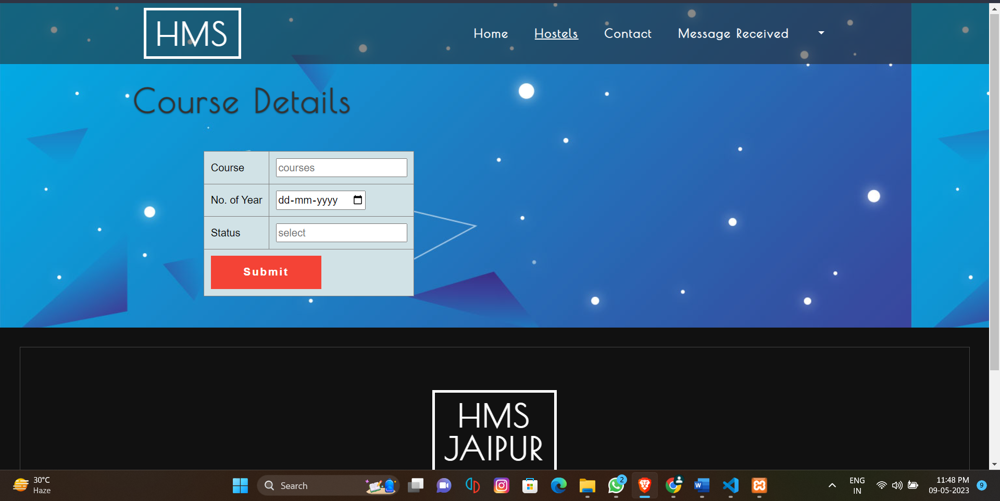 HMS
Home Hostels Contact Message Received
Course Details
Course courses
No. of Year dd-mm-yyyy
Status select
Submit
HMS
JAIPUR
30°C
Haze
Search
2
W
ENG
IN
11:48 PM
09-05-2023
9